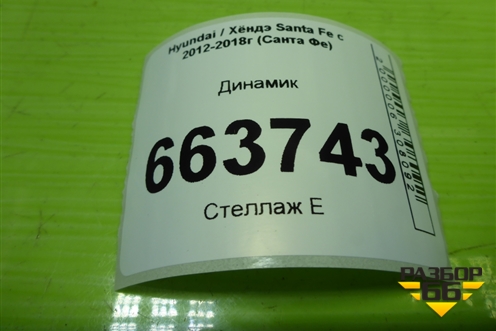 Hyundai / Хёндэ Santa Fe с
2012-2018г (Санта Фе)
Динамик
663743
Стеллаж Е
РАЗБОР
66